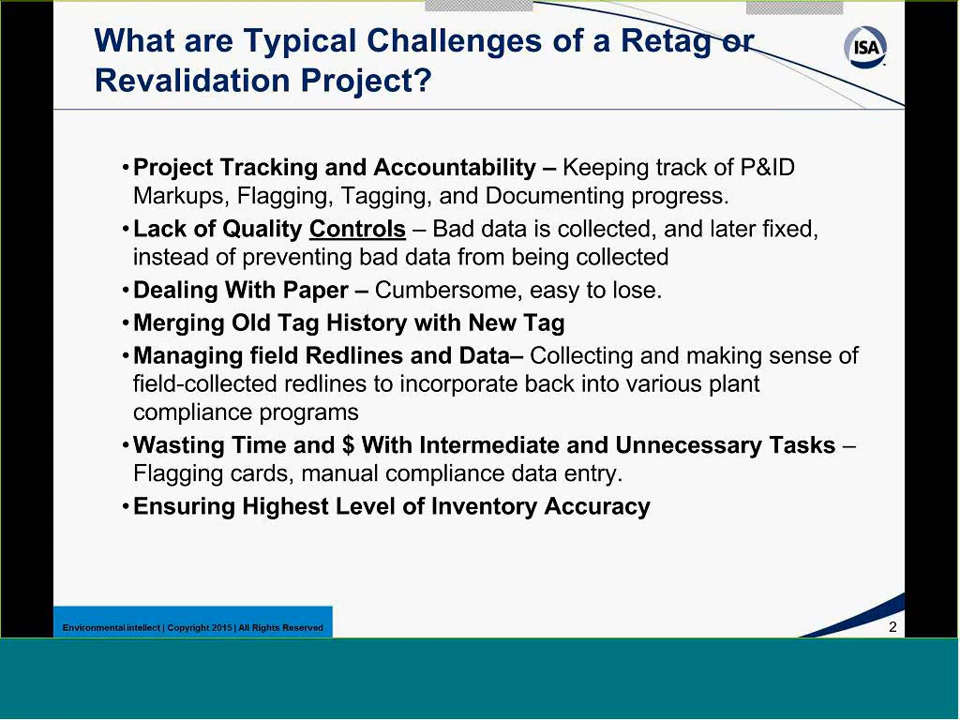 What are Typical Challenges of a Retag or
Revalidation Project?
ISA
•Project Tracking and Accountability – Keeping track of P&ID
Markups, Flagging, Tagging, and Documenting progress.
•Lack of Quality Controls – Bad data is collected, and later fixed,
instead of preventing bad data from being collected
•Dealing With Paper – Cumbersome, easy to lose.
•Merging Old Tag History with New Tag
•Managing field Redlines and Data– Collecting and making sense of
field-collected redlines to incorporate back into various plant
compliance programs
•Wasting Time and $ With Intermediate and Unnecessary Tasks –
Flagging cards, manual compliance data entry.
•Ensuring Highest Level of Inventory Accuracy
Environmental intellect | Copyright 2015 | All Rights Reserved
2